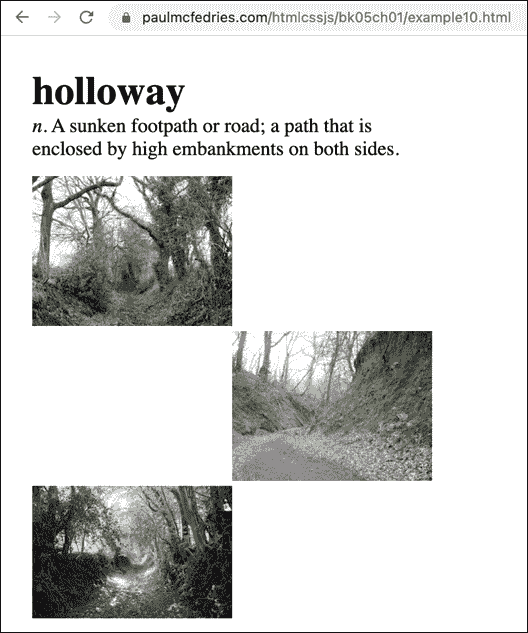 paulmcfedries.com/htmlcssjs/bk05ch01/example10.html
holloway
n. A sunken footpath or road; a path that is
enclosed by high embankments on both sides.